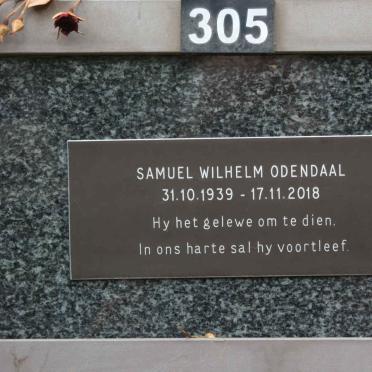 305
SAMUEL WILHELM ODENDAAL
31.10.1939 - 17.11.2018
Hy het gelewe om te dien.
In ons harte sal hy voortleef.